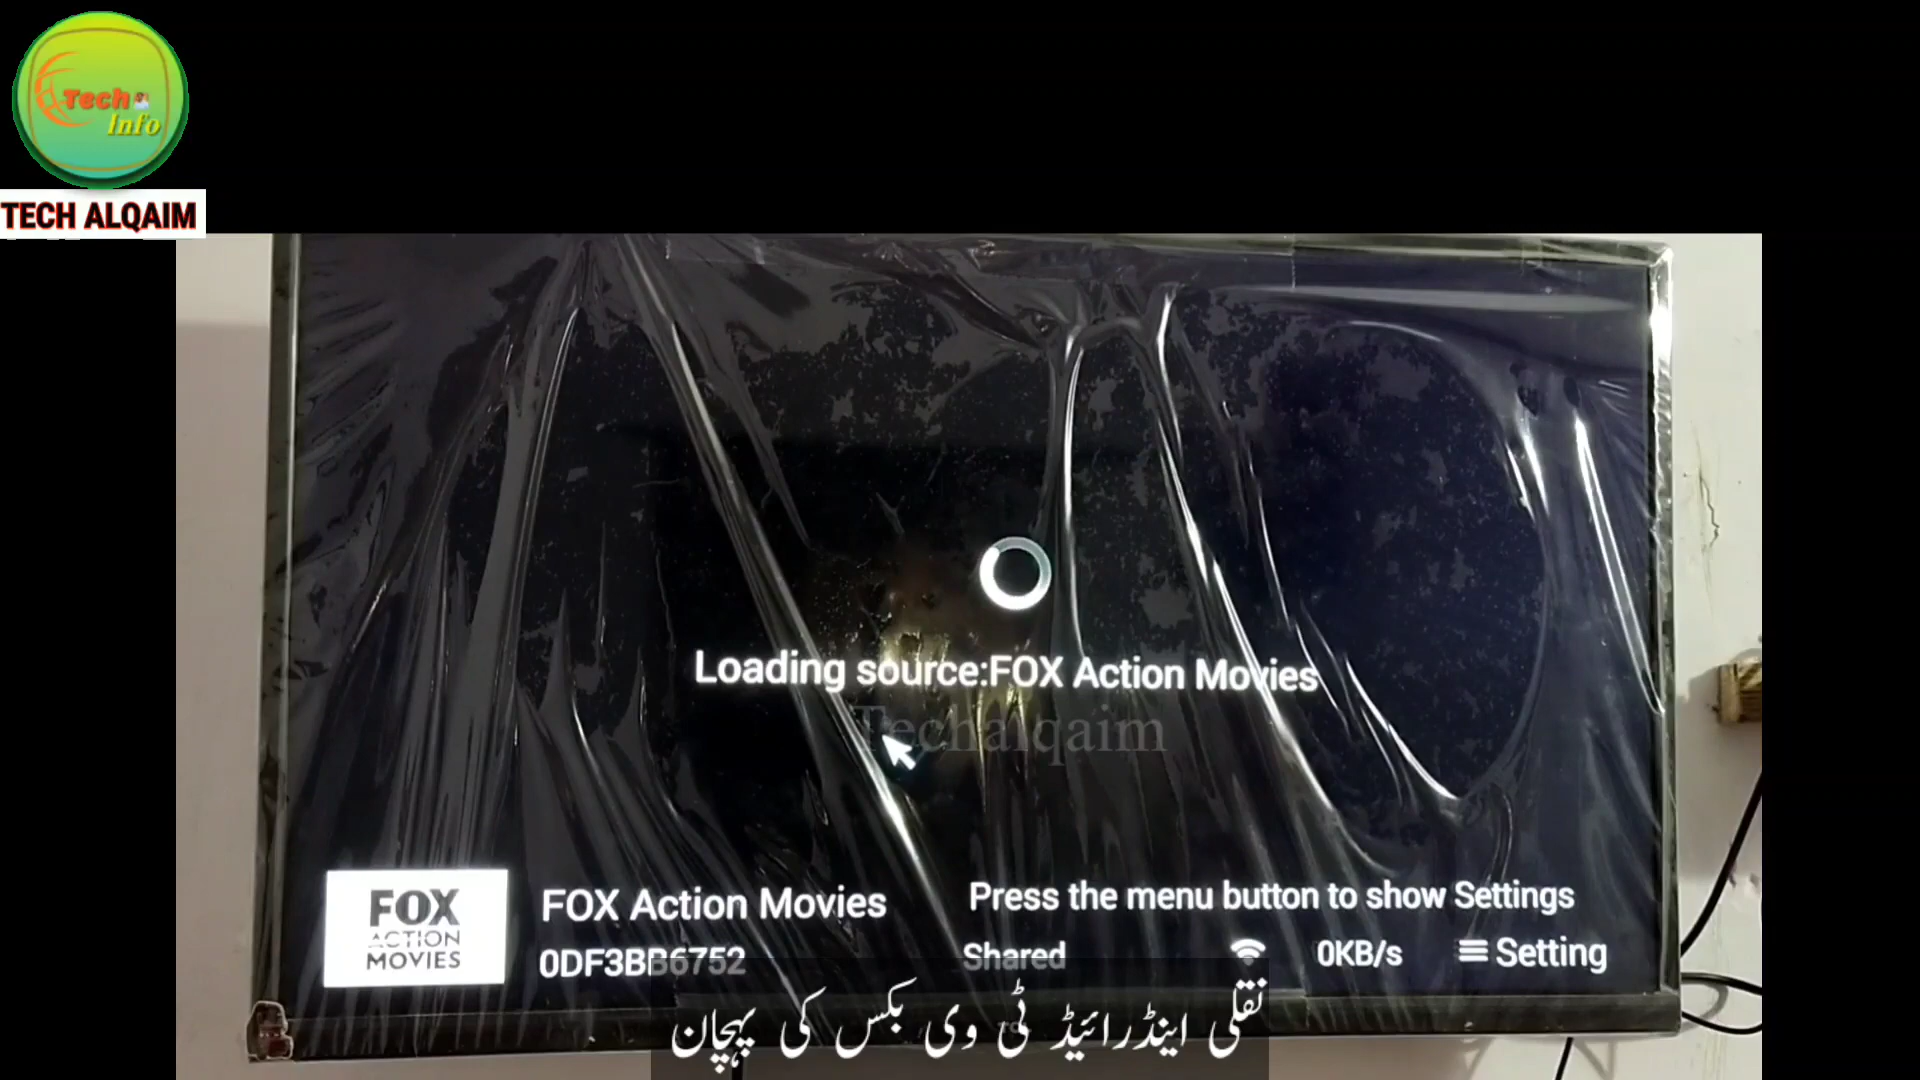 Tech
Info
TECH ALQAIM
Loading source:FOX Action Movies
Techalqaim
FOX
ACTION
MOVIES
FOX Action Movies
0DF3BB6752
Press the menu button to show Settings
Shared
0KB/s
Setting
نقلی اینڈرائیڈ ٹی وی بکس کی پہچان